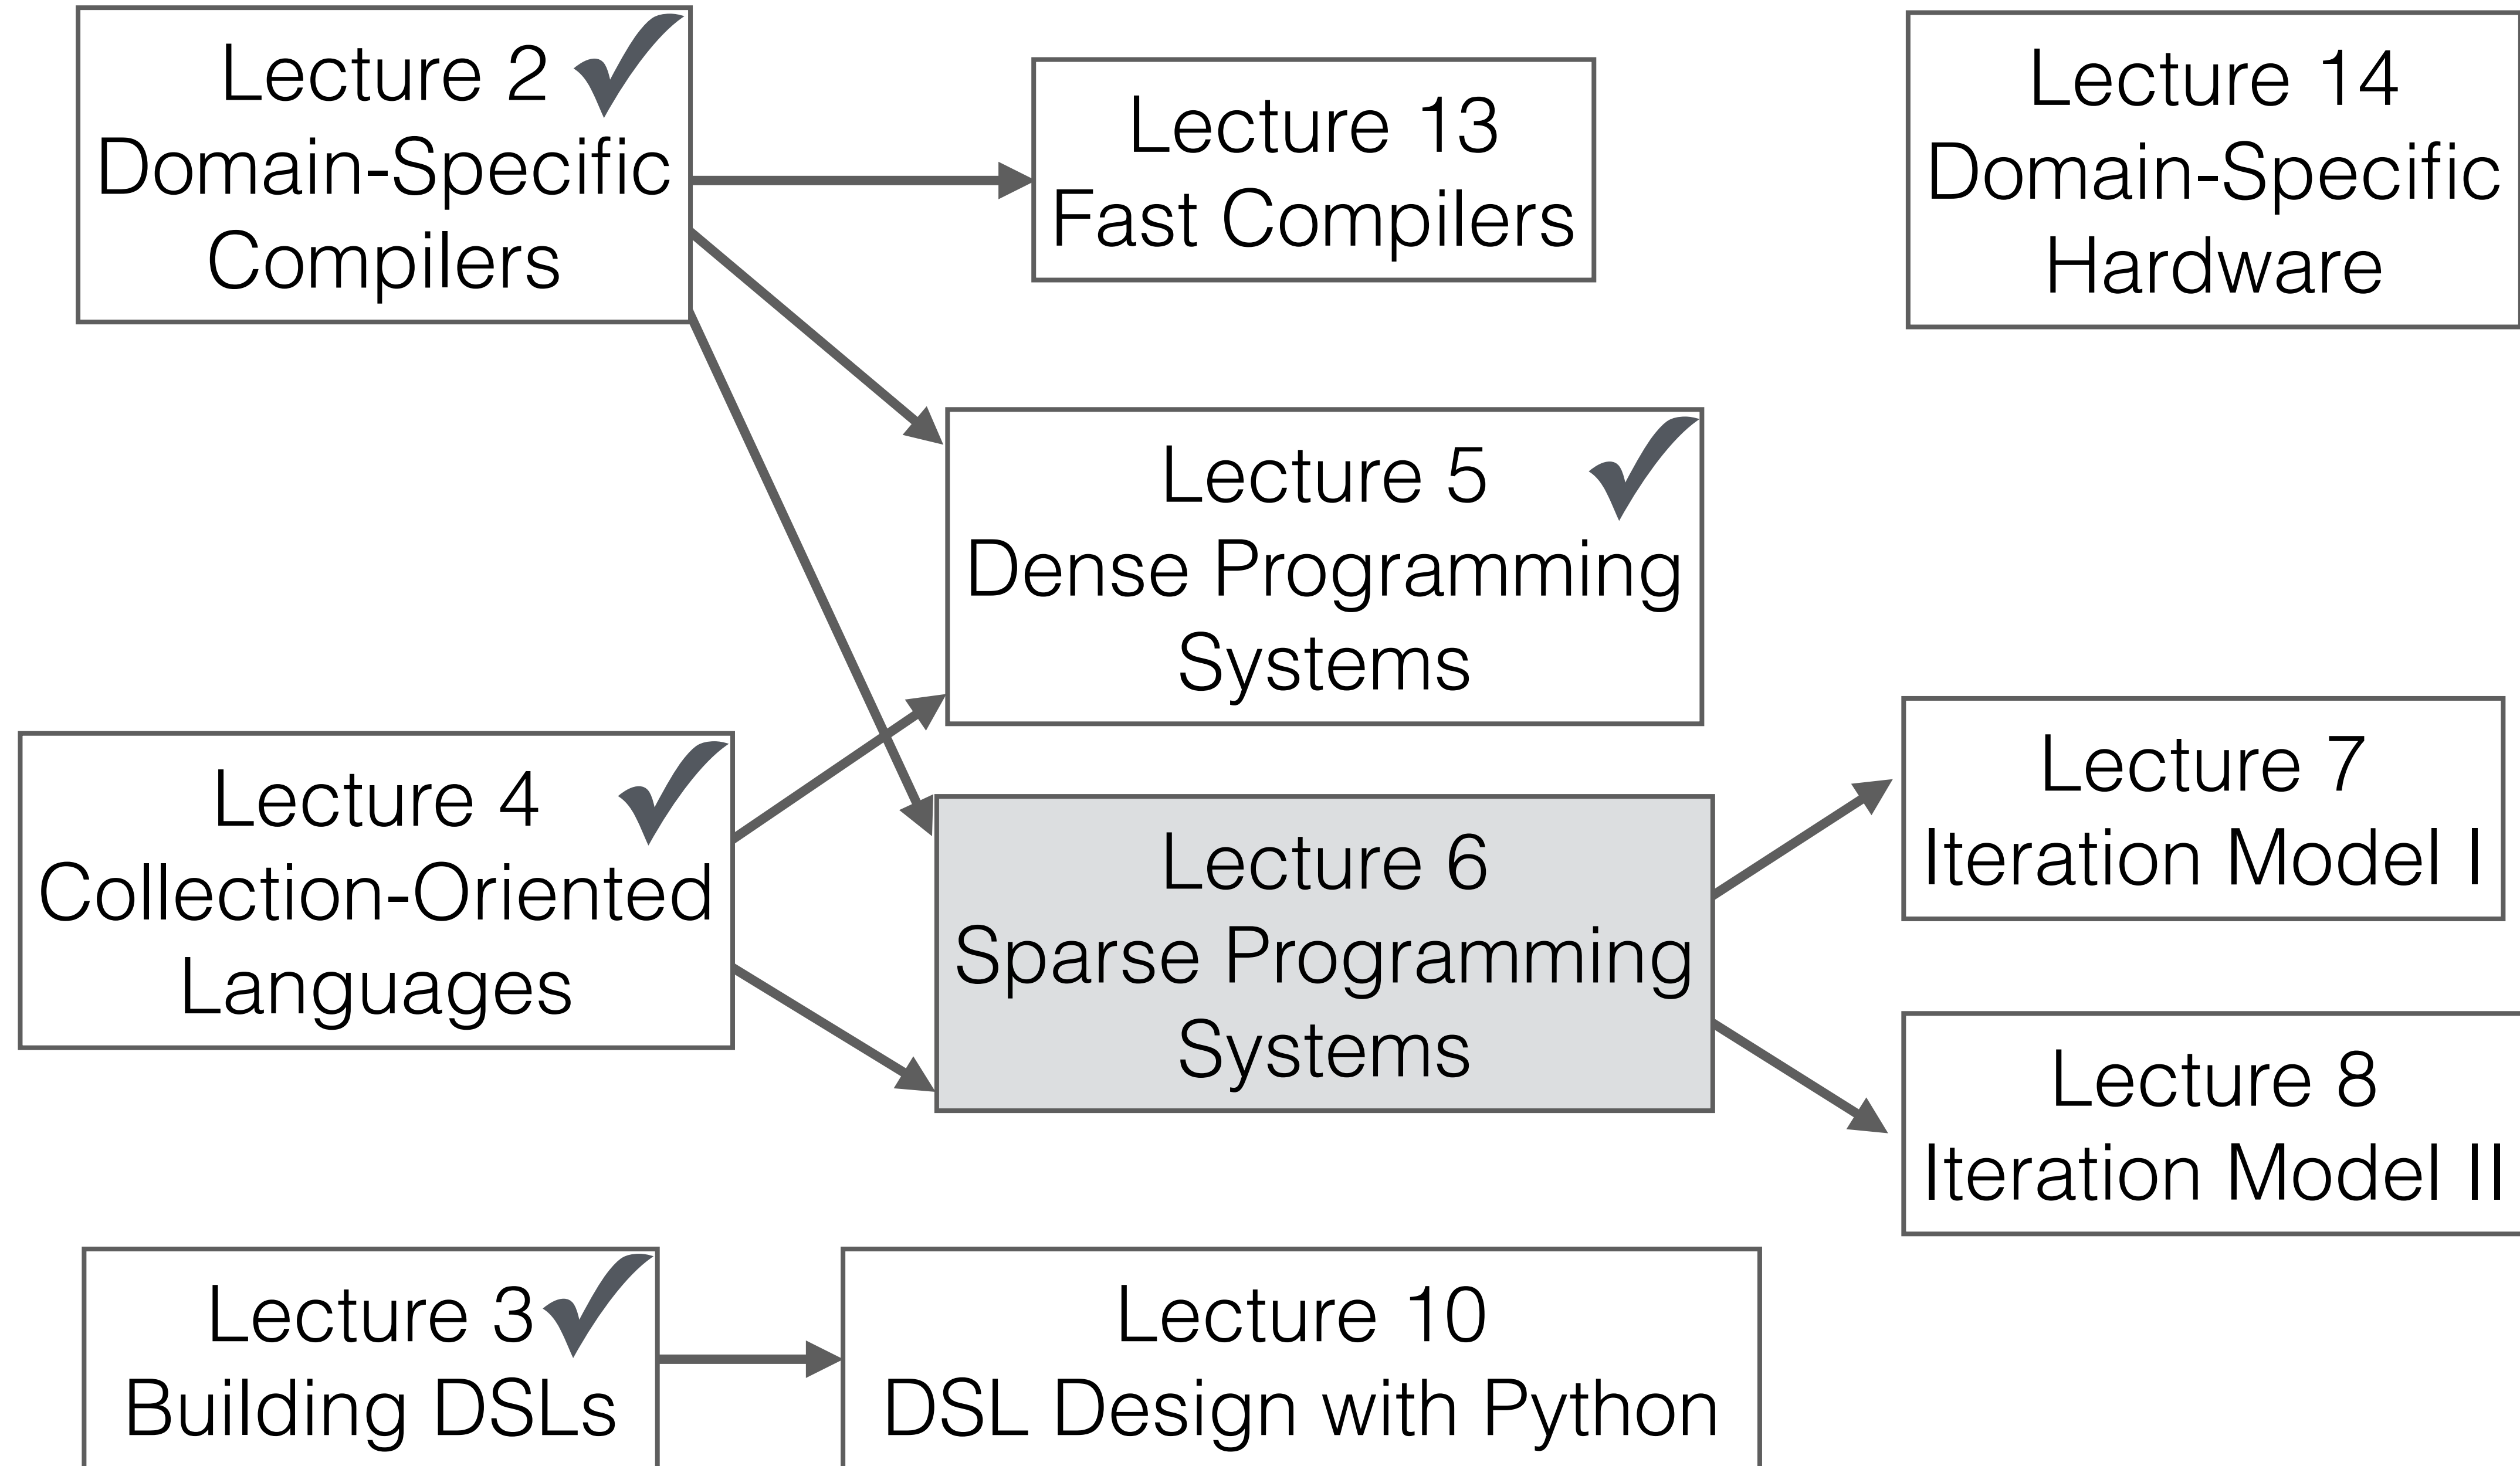 Lecture 2
Domain-Specific
Compilers
Lecture 13
Fast Compilers
Lecture 14
Domain-Specific
Hardware
Lecture 5
Dense Programming
Systems
Lecture 4
Collection-Oriented
Languages
Lecture 6
Sparse Programming
Systems
Lecture 7
Iteration Model I
Lecture 8
Iteration Model II
Lecture 3
Building DSLs
Lecture 10
DSL Design with Python